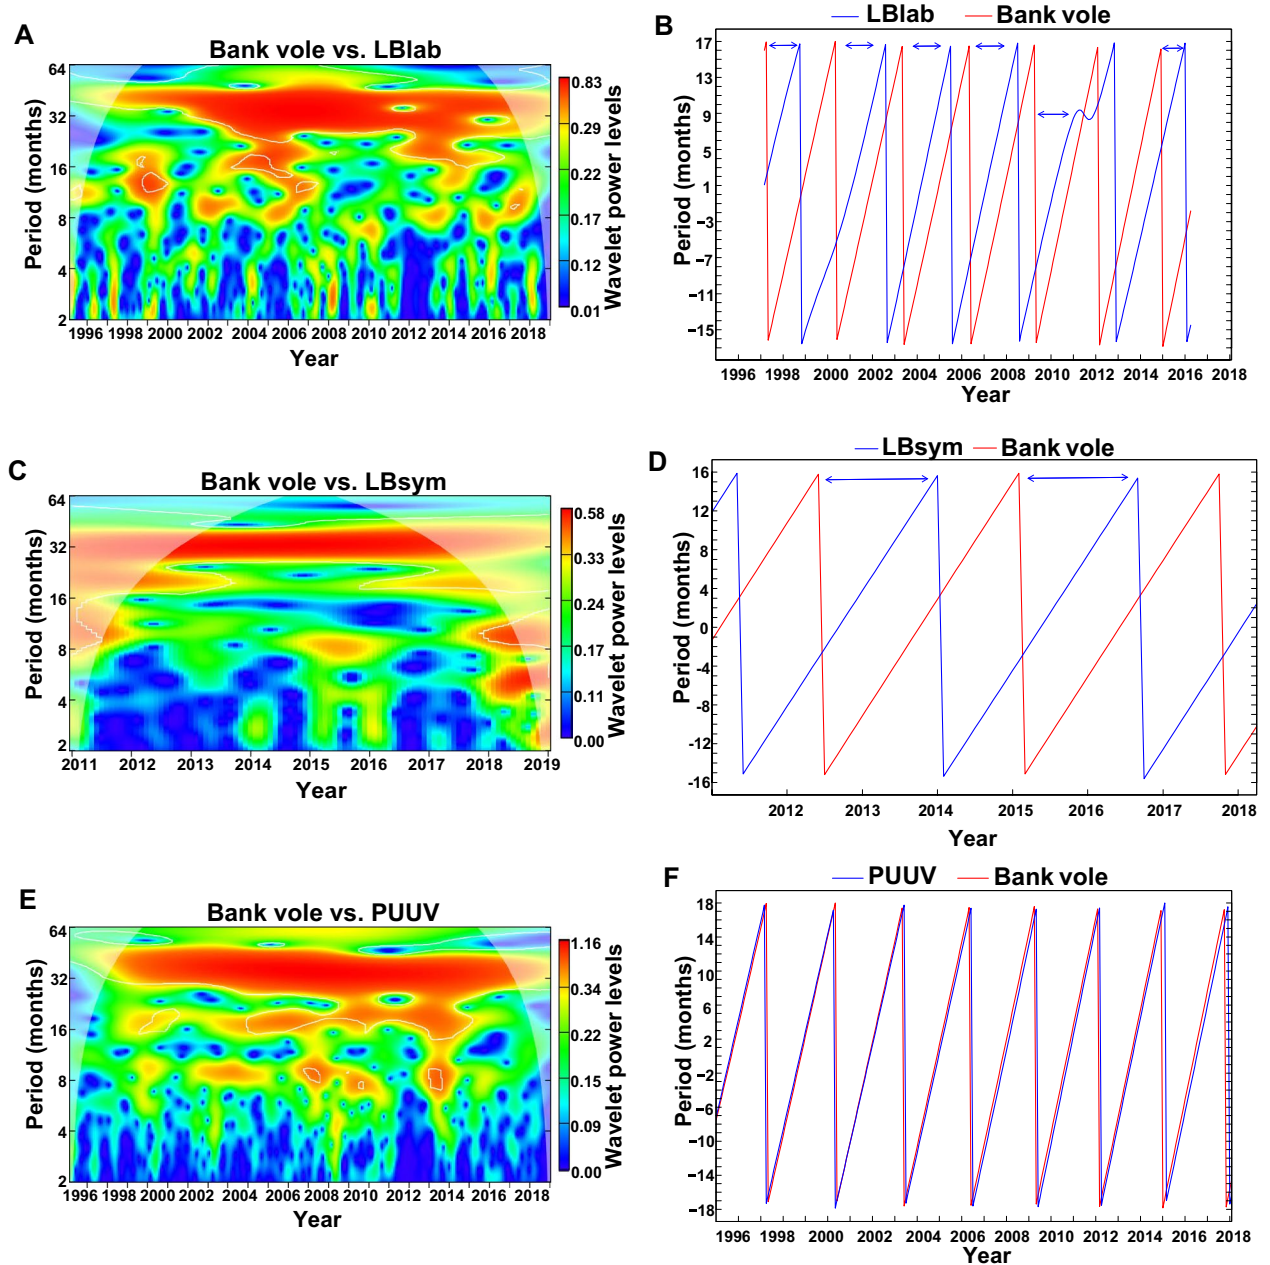 A
Bank vole vs. LBlab
64
32
16
8
4
2
Period (months)
1996 1998 2000 2002 2004 2006 2008 2010 2012 2014 2016 2018
Year
0.83
0.29
0.22
0.17
0.12
0.01
Wavelet power levels
B
LBlab Bank vole
17
13
9
5
1
−3
−7
−11
−15
Period (months)
1996 1998 2000 2002 2004 2006 2008 2010 2012 2014 2016 2018
Year
C
Bank vole vs. LBsym
64
32
16
8
4
2
Period (months)
2011 2012 2013 2014 2015 2016 2017 2018 2019
Year
0.58
0.33
0.24
0.17
0.11
0.00
Wavelet power levels
D
LBsym Bank vole
16
12
8
4
0
-4
-8
-12
-16
Period (months)
2012 2013 2014 2015 2016 2017 2018
Year
E
Bank vole vs. PUUV
64
32
16
8
4
2
Period (months)
1996 1998 2000 2002 2004 2006 2008 2010 2012 2014 2016 2018
Year
1.16
0.34
0.22
0.15
0.09
0.00
Wavelet power levels
F
PUUV Bank vole
18
14
10
6
2
−2
−6
−10
−14
−18
Period (months)
1996 1998 2000 2002 2004 2006 2008 2010 2012 2014 2016 2018
Year